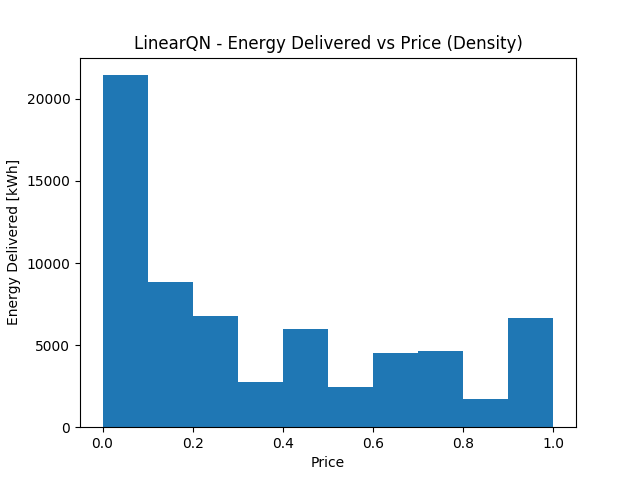 LinearQN - Energy Delivered vs Price (Density)
Energy Delivered [kWh]
20000
15000
10000
5000
0
0.0 0.2 0.4 0.6 0.8 1.0
Price